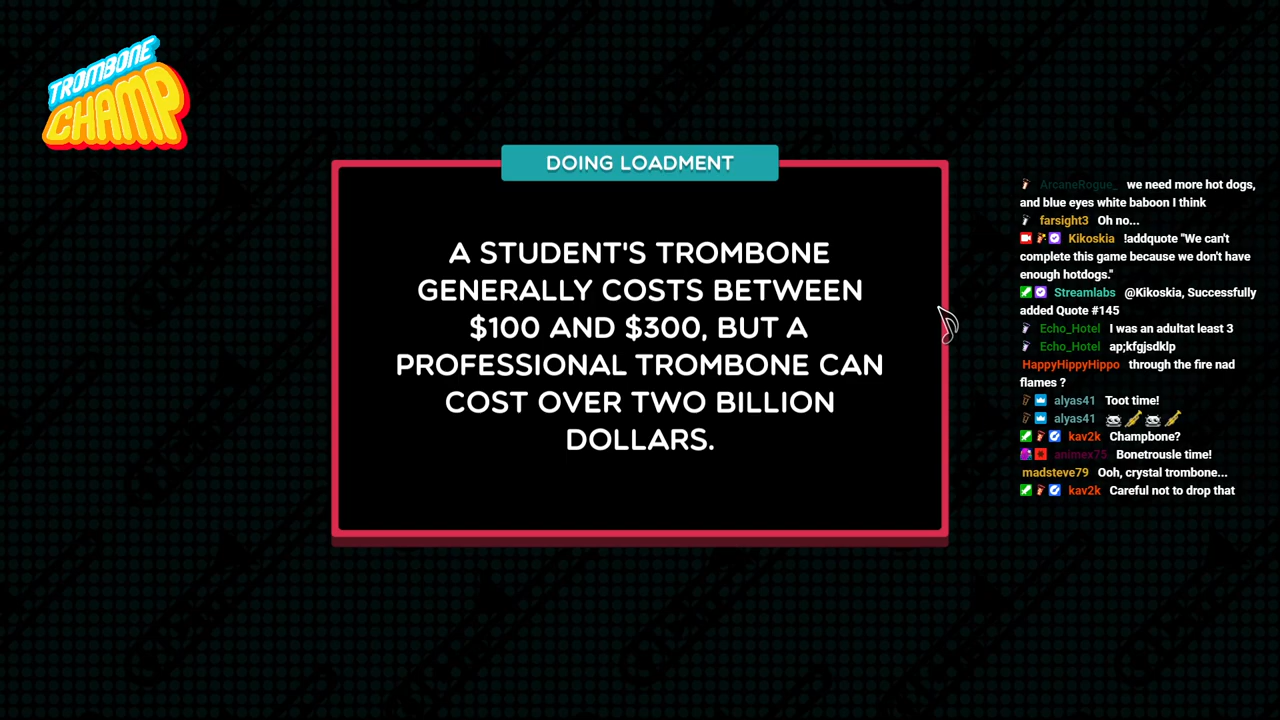 TROMBONE
CHAMP
DOING LOADMENT
A STUDENT'S TROMBONE
GENERALLY COSTS BETWEEN
$100 AND $300, BUT A
PROFESSIONAL TROMBONE CAN
COST OVER TWO BILLION
DOLLARS.
ArcaneRogue_ we need more hot dogs,
and blue eyes white baboon I think
farsight3 Oh no...
Kikoskia !addquote "We can't
complete this game because we don't have
enough hotdogs."
Streamlabs @Kikoskia, Successfully
added Quote #145
Echo_Hotel I was an adultat least 3
Echo_Hotel ap;kfgjsdklp
HappyHippyHippo through the fire nad
flames ?
alyas41 Toot time!
alyas41
kav2k Champbone?
animex75 Bonetrousle time!
madsteve79 Ooh, crystal trombone...
kav2k Careful not to drop that